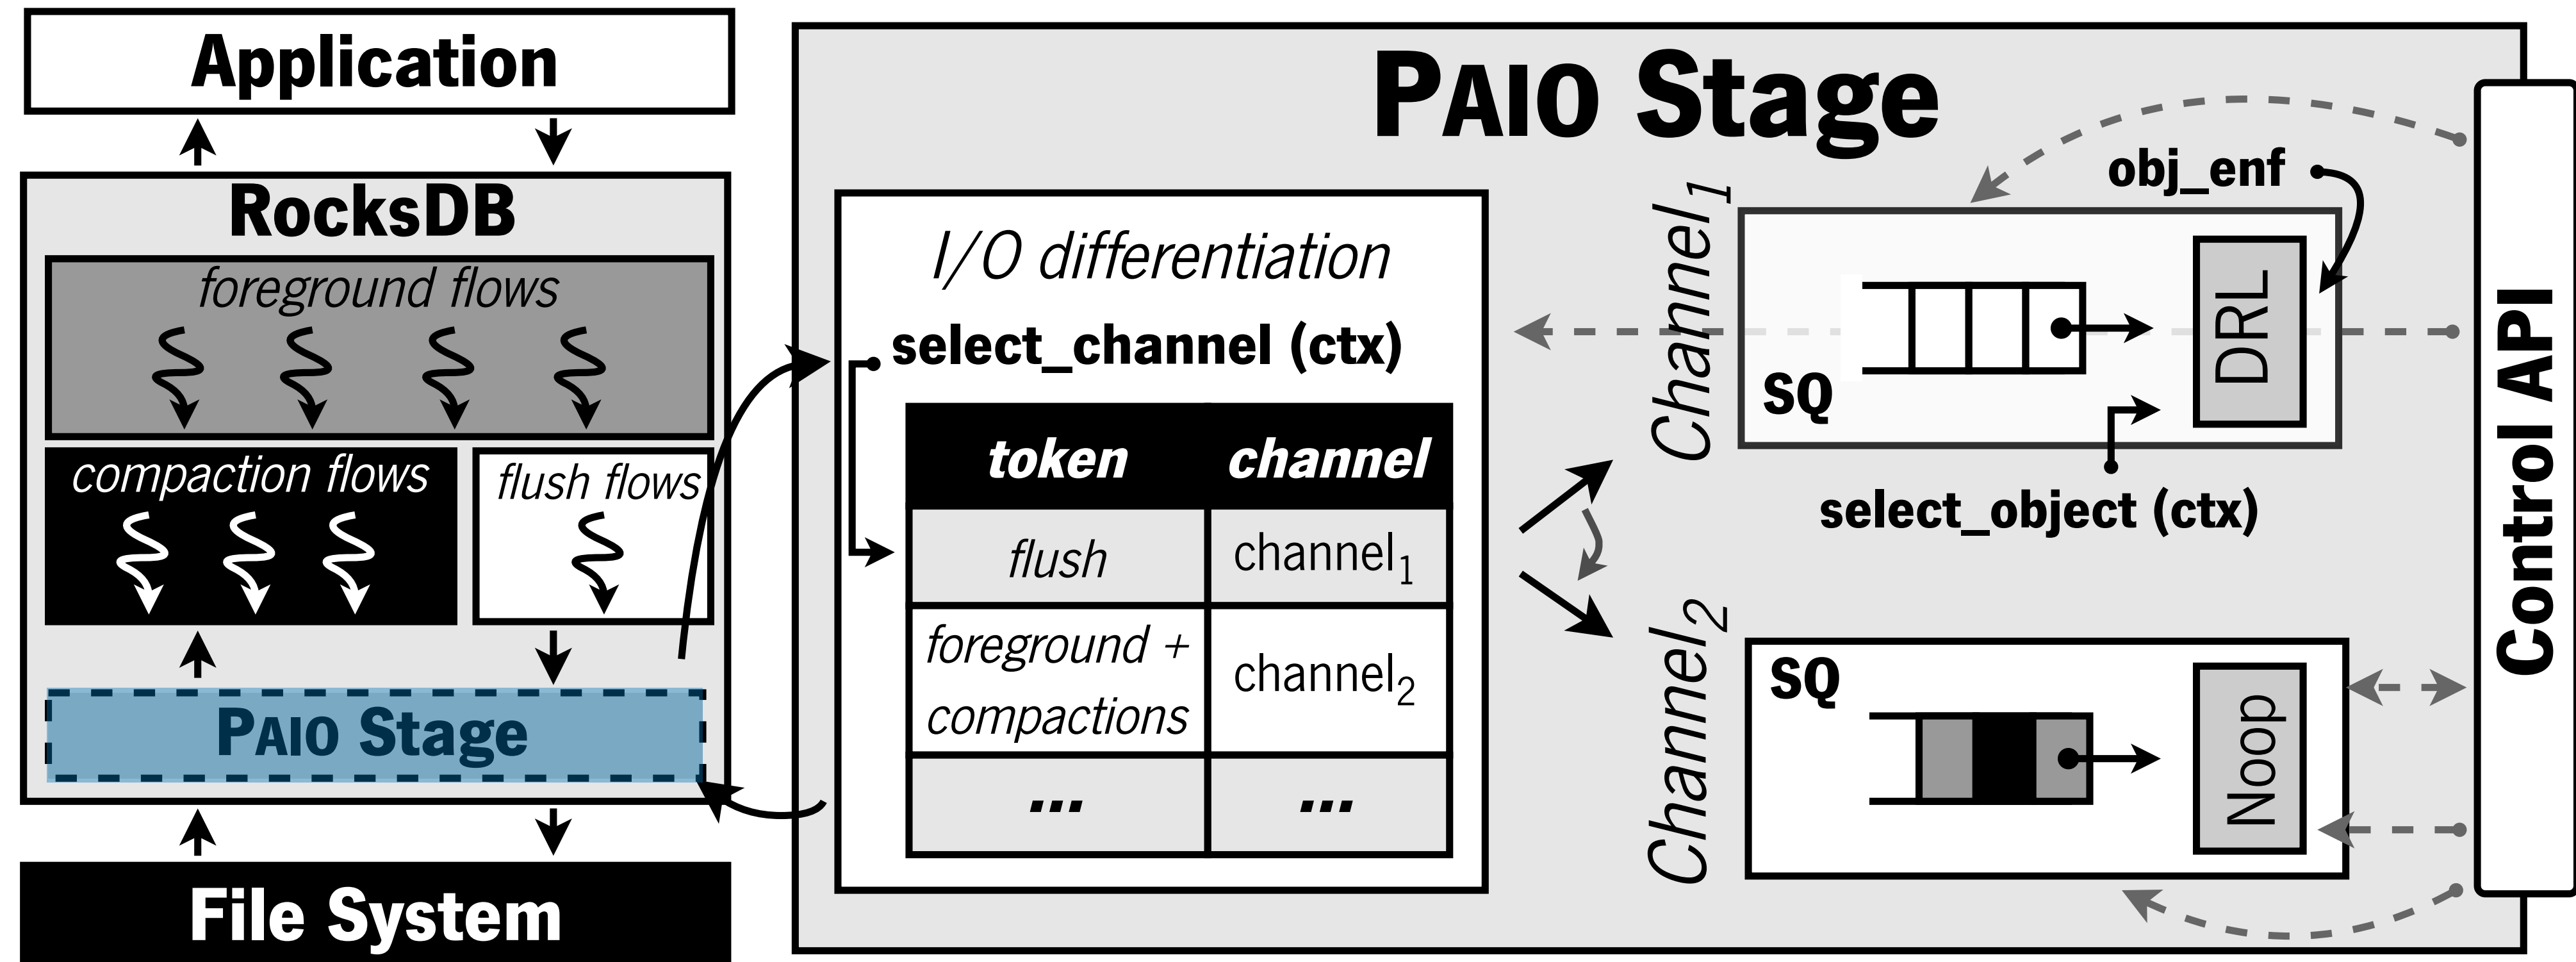 Application
RocksDB
foreground flows
compaction flows
flush flows
PAIO Stage
File System
PAIO Stage
I/O differentiation
select_channel (ctx)
token channel
flush channel1
foreground + compactions channel2
... ...
Channel1
obj_enf
SQ
DRL
select_object (ctx)
Channel2
SQ
Noop
Control API